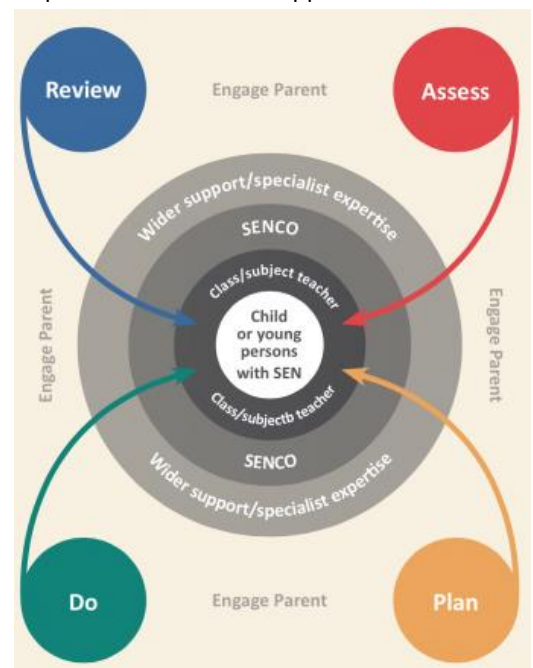 Review
Engage Parent
Assess
Wider support/specialist expertise
SENCO
Class/subject teacher
Engage Parent
Child
or young
persons
with SEN
Engage Parent
Class/subjectb teacher
SENCO
Wider support/specialist expertise
Do
Engage Parent
Plan